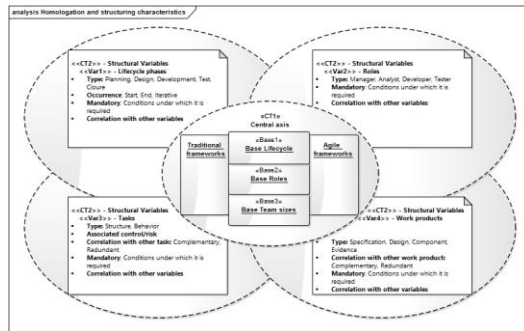 analysis Homologation and structuring characteristics
<<CT2>> - Structural Variables
<<Var1>> - Lifecycle phases
• Type: Planning, Design, Development, Test,
Closure
• Occurrence: Start, End, Iterative
• Mandatory: Conditions under which it is
required
• Correlation with other variables
<<CT2>> - Structural Variables
<<Var2>> - Roles
• Type: Manager, Analyst, Developer, Tester
• Mandatory: Conditions under which it is
required
• Correlation with other variables
«CT1»
Central axis
Traditional
frameworks
«Base1»
Base Lifecycle
«Base2»
Base Roles
«Base3»
Base Team sizes
Agile
frameworks
<<CT2>> - Structural Variables
<<Var3>> - Tasks
• Type: Structure, Behavior
• Associated control/risk
• Correlation with other task: Complementary,
Redundant
• Mandatory: Conditions under which it is
required
• Correlation with other variables
<<CT2>> - Structural Variables
<<Var4>> - Work products
• Type: Specification, Design, Component,
Evidence
• Correlation with other work product:
Complementary, Redundant
• Mandatory: Conditions under which it is
required
• Correlation with other variables